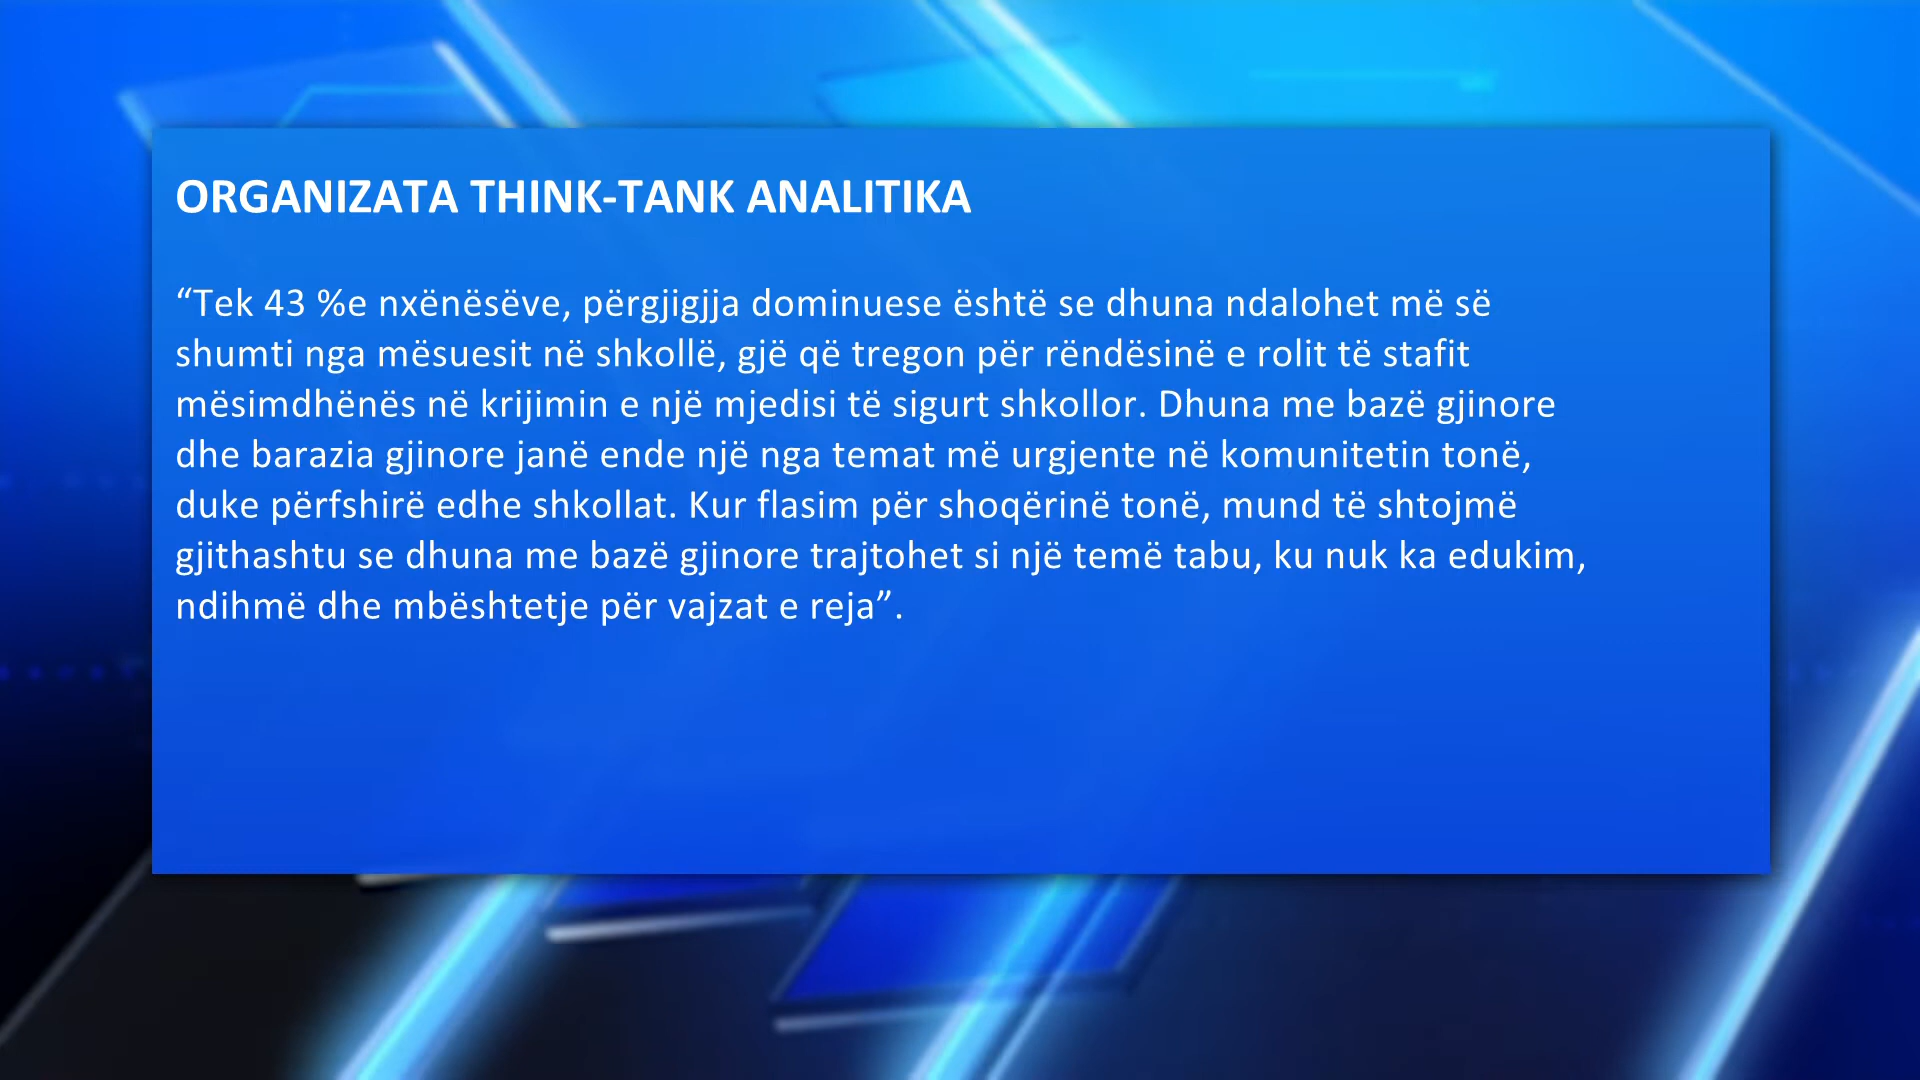 ORGANIZATA THINK-TANK ANALITIKA
“Tek 43 %e nxënësëve, përgjigjja dominuese është se dhuna ndalohet më së
shumti nga mësuesit në shkollë, gjë që tregon për rëndësinë e rolit të stafit
mësimdhënës në krijimin e një mjedisi të sigurt shkollor. Dhuna me bazë gjinore
dhe barazia gjinore janë ende një nga temat më urgjente në komunitetin tonë,
duke përfshirë edhe shkollat. Kur flasim për shoqërinë tonë, mund të shtojmë
gjithashtu se dhuna me bazë gjinore trajtohet si një temë tabu, ku nuk ka edukim,
ndihmë dhe mbështetje për vajzat e reja”.